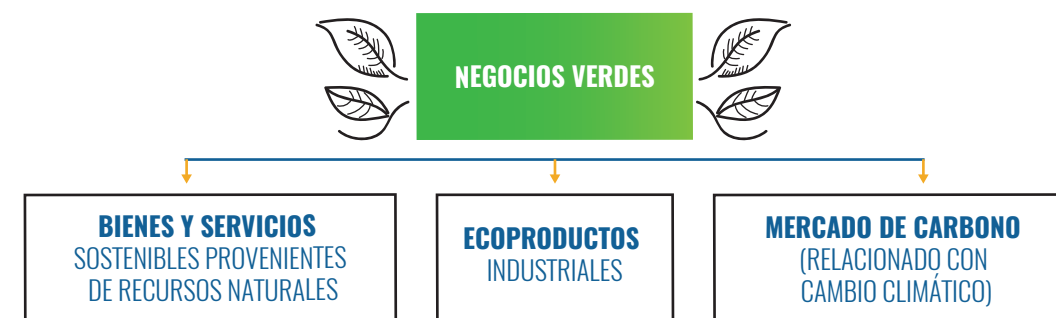 NEGOCIOS VERDES
BIENES Y SERVICIOS
SOSTENIBLES PROVENIENTES
DE RECURSOS NATURALES
ECOPRODUCTOS
INDUSTRIALES
MERCADO DE CARBONO
(RELACIONADO CON
CAMBIO CLIMÁTICO)